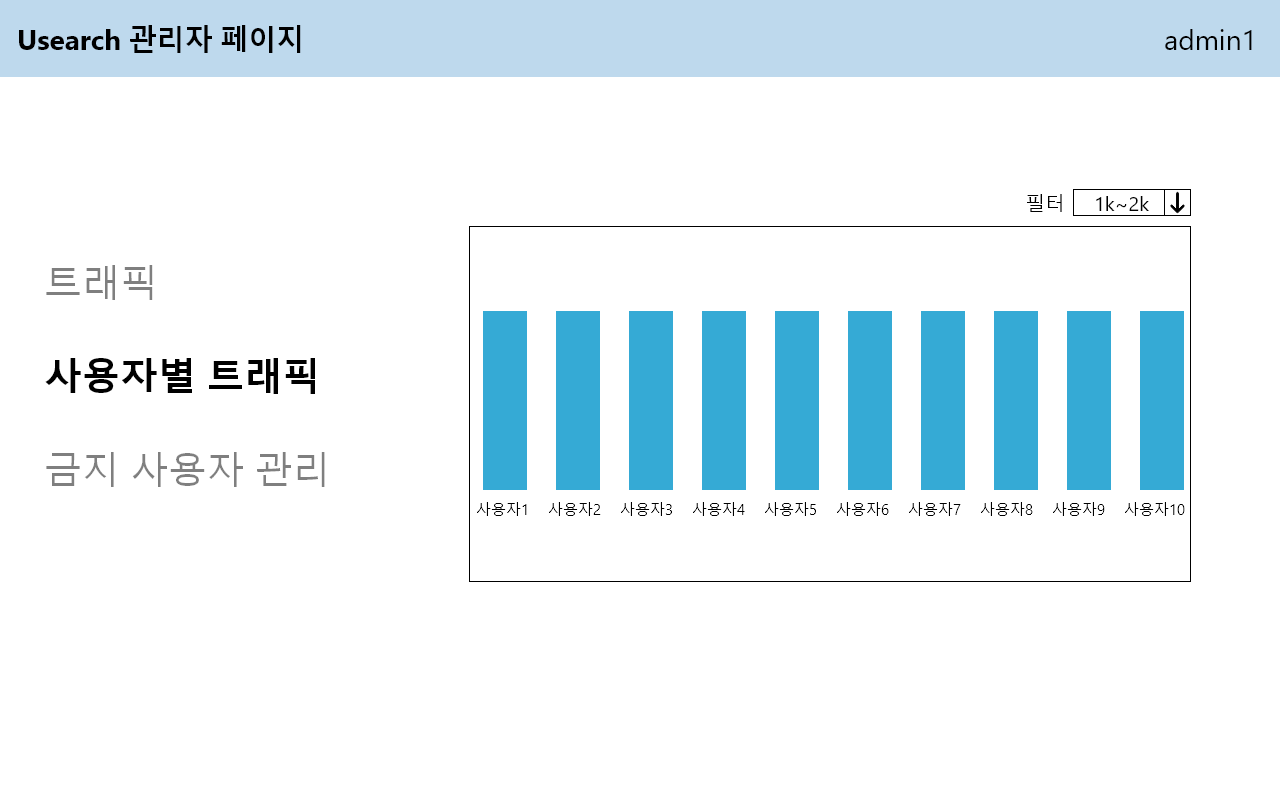 Usearch 관리자 페이지
admin1
필터 1k~2k
트래픽
사용자별 트래픽
금지 사용자 관리
사용자1 사용자2 사용자3 사용자4 사용자5 사용자6 사용자7 사용자8 사용자9 사용자10